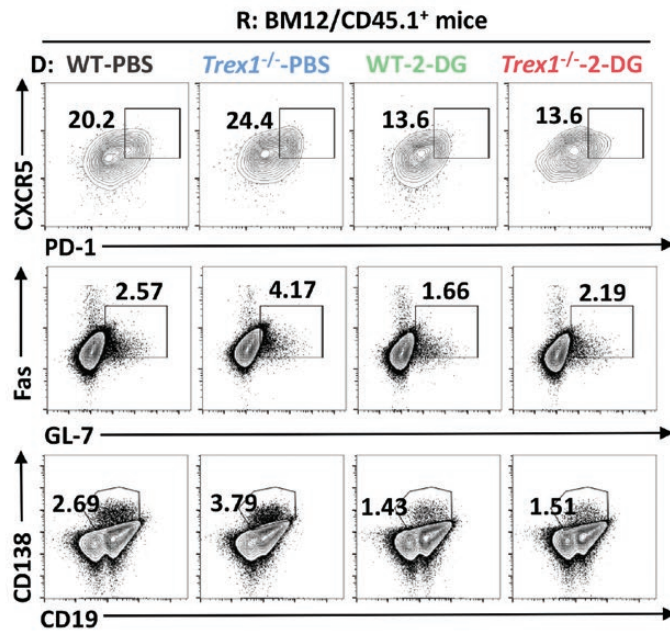 R: BM12/CD45.1⁺ mice
D: WT-PBS Trex1⁻/⁻-PBS WT-2-DG Trex1⁻/⁻-2-DG
CXCR5
20.2 24.4 13.6 13.6
PD-1
Fas
2.57 4.17 1.66 2.19
GL-7
CD138
2.69 3.79 1.43 1.51
CD19